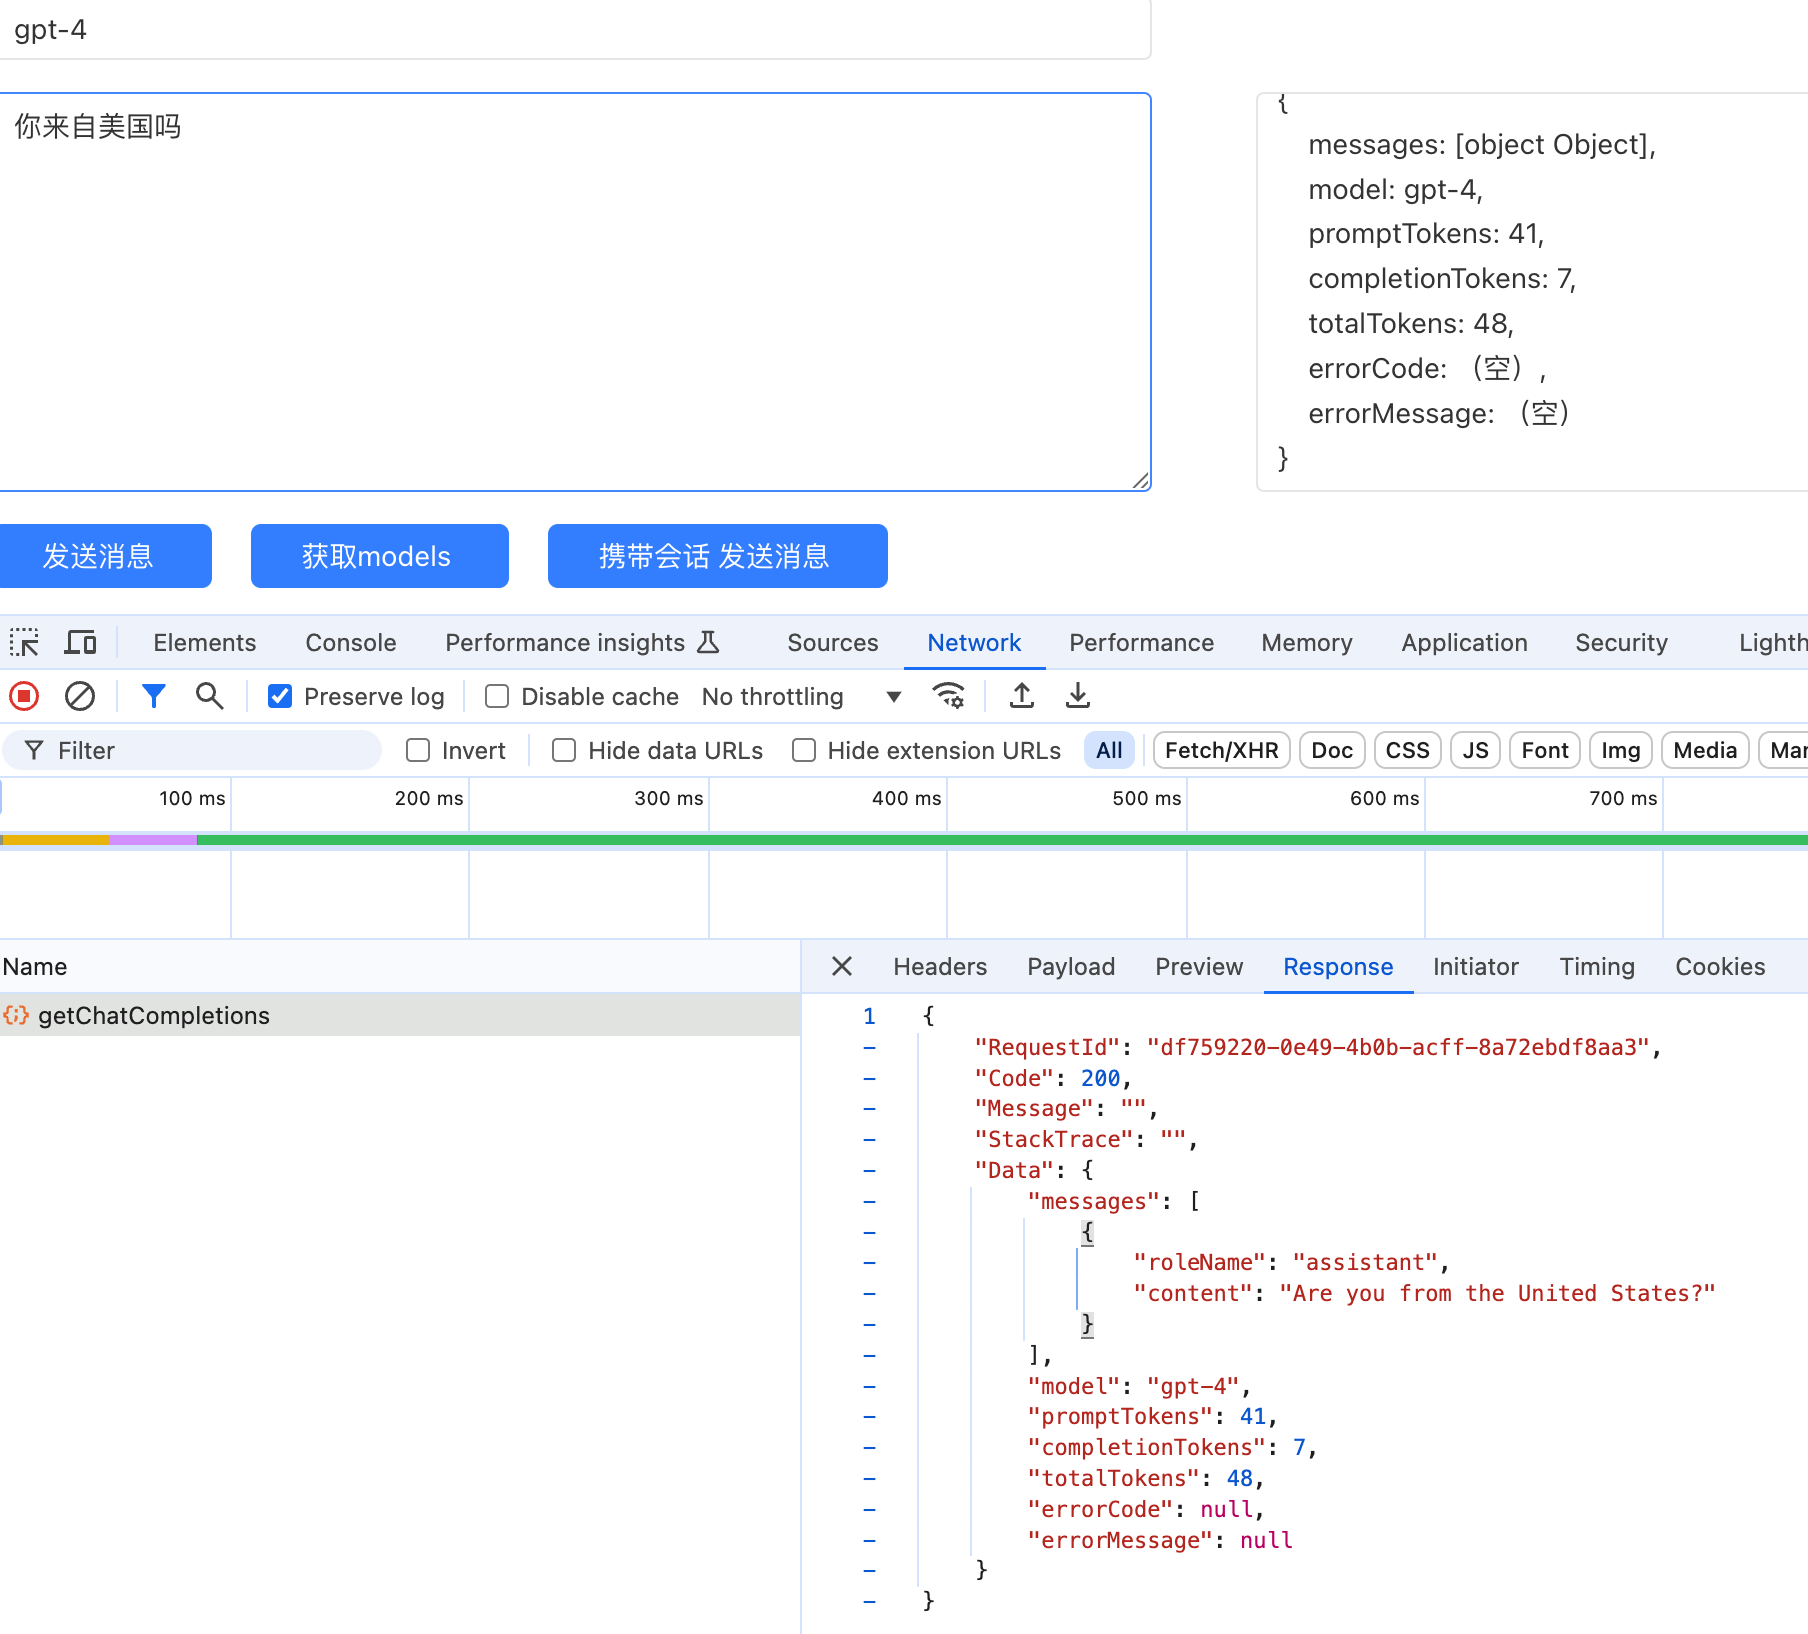 gpt-4
你来自美国吗
{
messages: [object Object],
model: gpt-4,
promptTokens: 41,
completionTokens: 7,
totalTokens: 48,
errorCode: （空）,
errorMessage: （空）
}
发送消息 获取models 携带会话 发送消息
Elements Console Performance insights Sources Network Performance Memory Application Security Lighth
Preserve log Disable cache No throttling
Filter Invert Hide data URLs Hide extension URLs All Fetch/XHR Doc CSS JS Font Img Media Mar
100 ms 200 ms 300 ms 400 ms 500 ms 600 ms 700 ms
Name Headers Payload Preview Response Initiator Timing Cookies
getChatCompletions
1 {
- "RequestId": "df759220-0e49-4b0b-acff-8a72ebdf8aa3",
- "Code": 200,
- "Message": "",
- "StackTrace": "",
- "Data": {
- "messages": [
- {
- "roleName": "assistant",
- "content": "Are you from the United States?"
- }
- ],
- "model": "gpt-4",
- "promptTokens": 41,
- "completionTokens": 7,
- "totalTokens": 48,
- "errorCode": null,
- "errorMessage": null
- }
- }